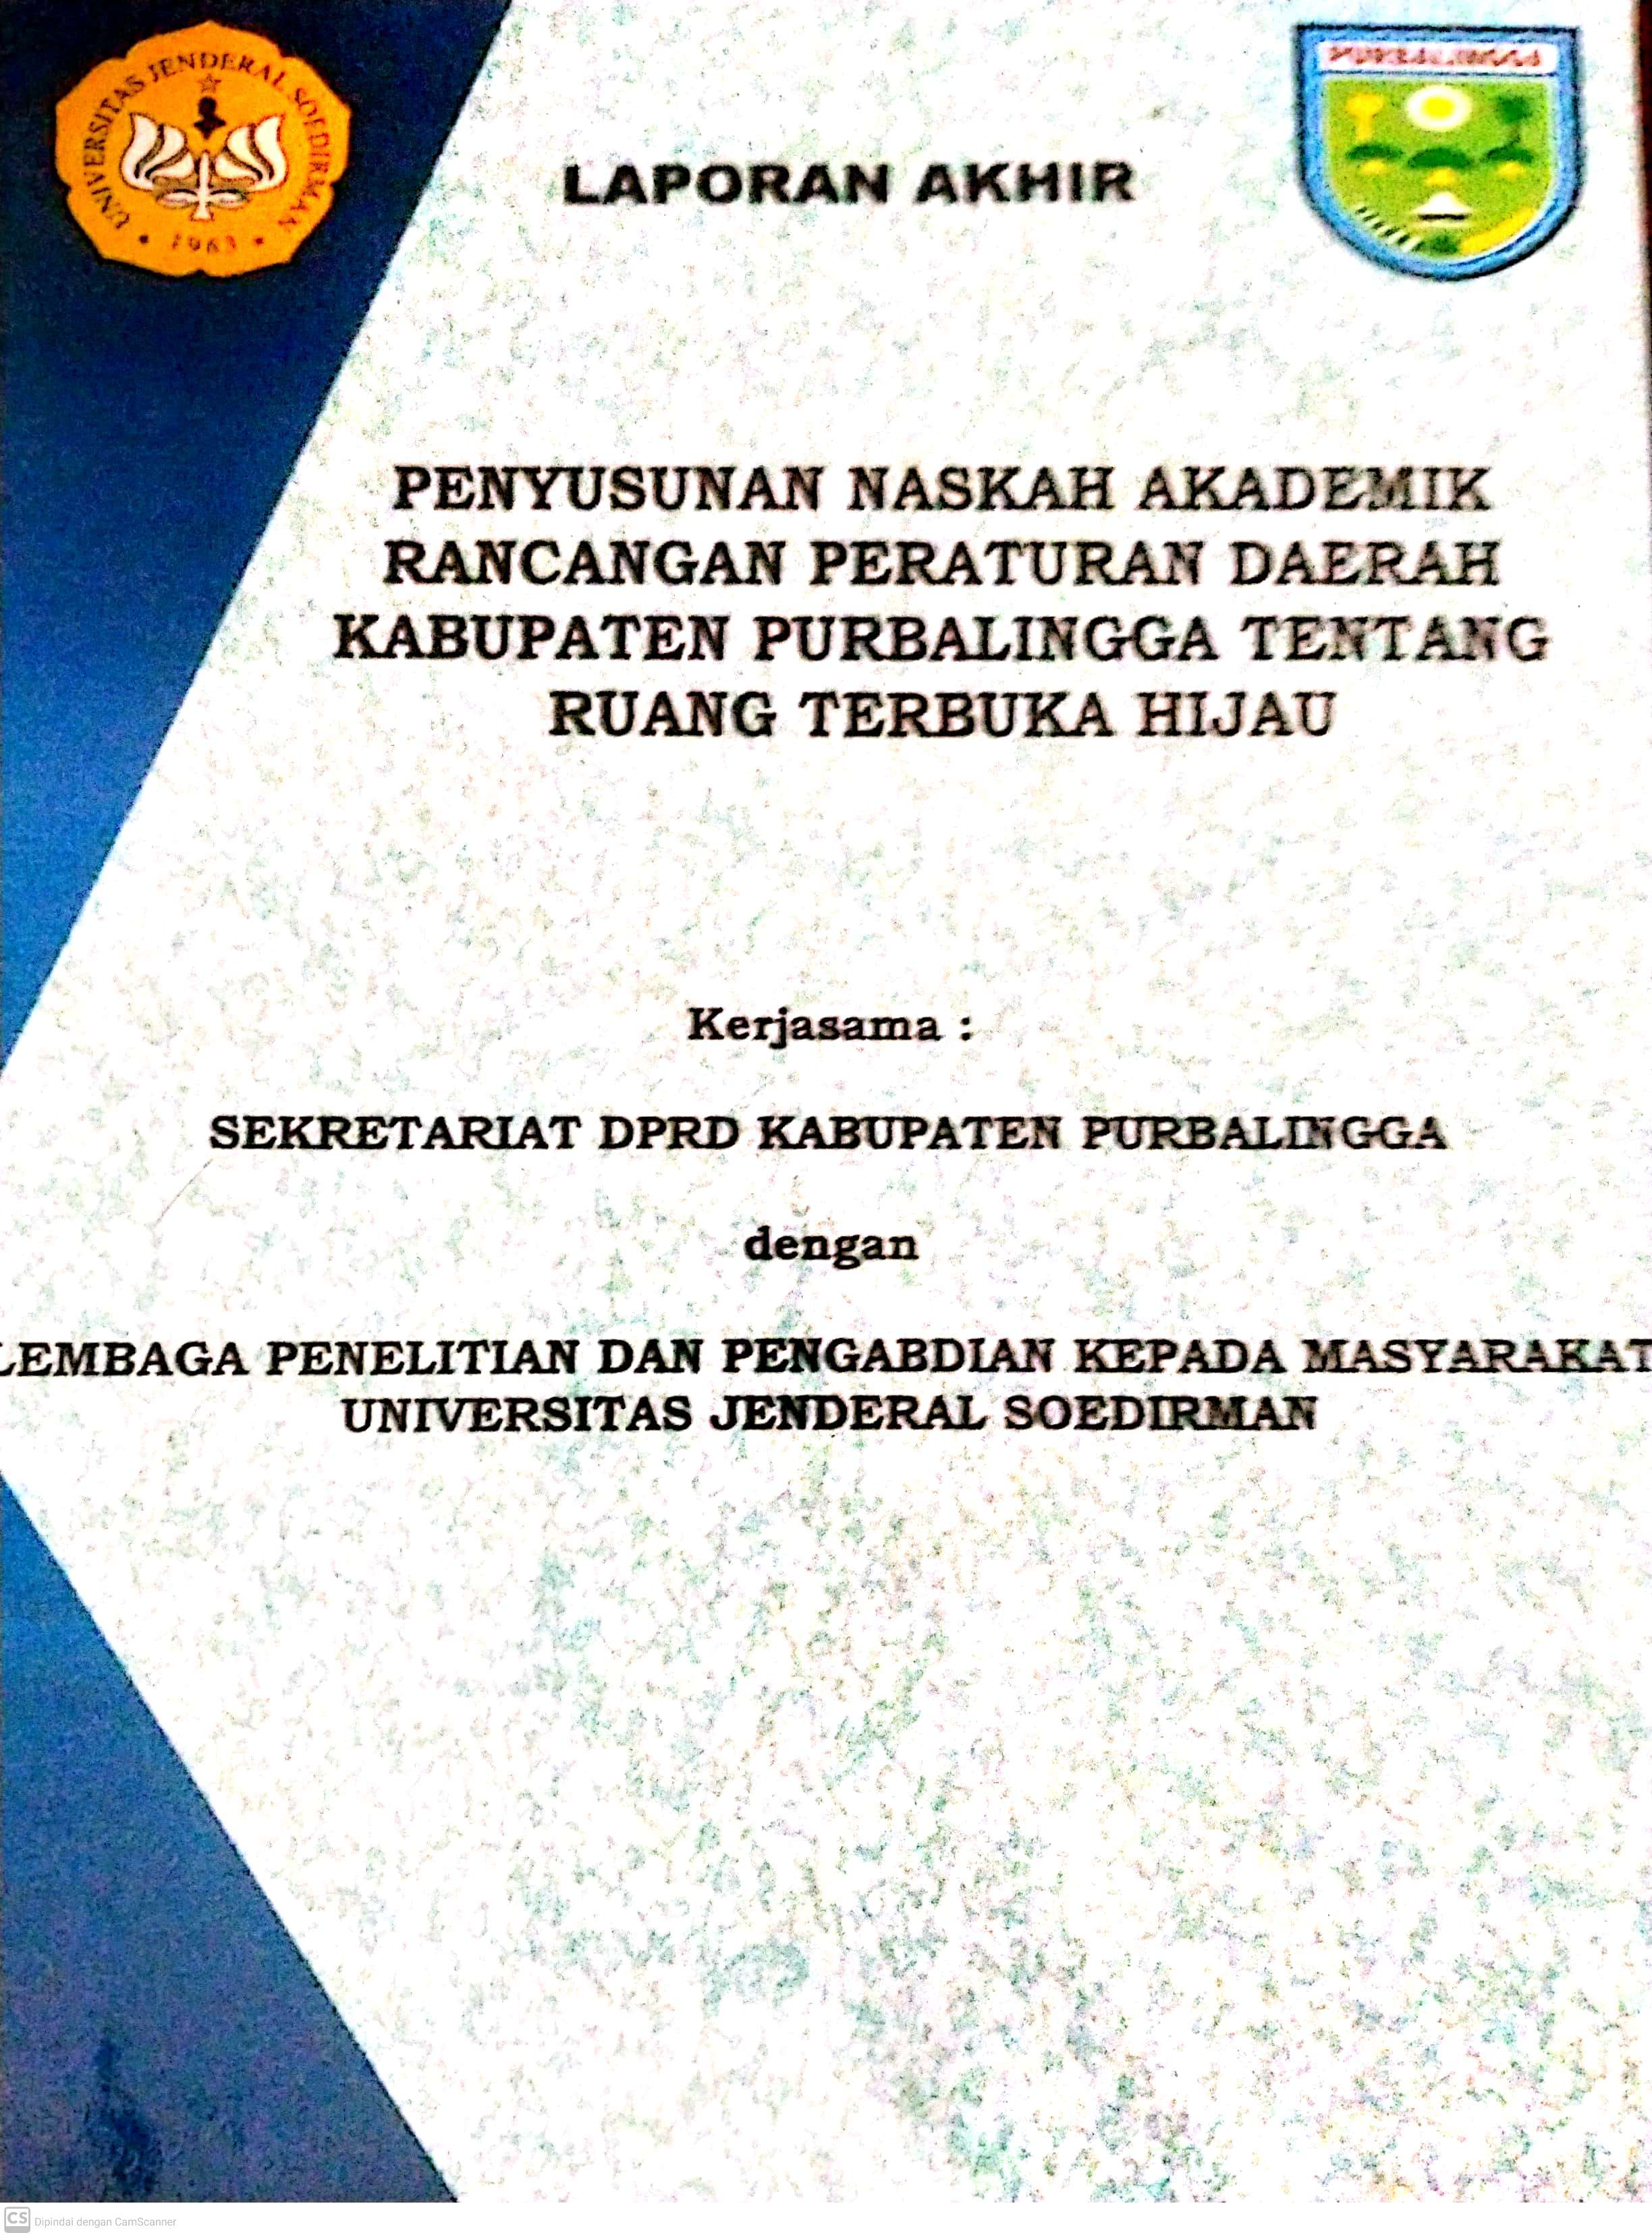 UNIVERSITAS JENDERAL SOEDIRMAN
• 1963 •
PURBALINGGA
LAPORAN AKHIR
PENYUSUNAN NASKAH AKADEMIK
RANCANGAN PERATURAN DAERAH
KABUPATEN PURBALINGGA TENTANG
RUANG TERBUKA HIJAU
Kerjasama :
SEKRETARIAT DPRD KABUPATEN PURBALINGGA
dengan
LEMBAGA PENELITIAN DAN PENGABDIAN KEPADA MASYARAKAT
UNIVERSITAS JENDERAL SOEDIRMAN
CS Dipindai dengan CamScanner